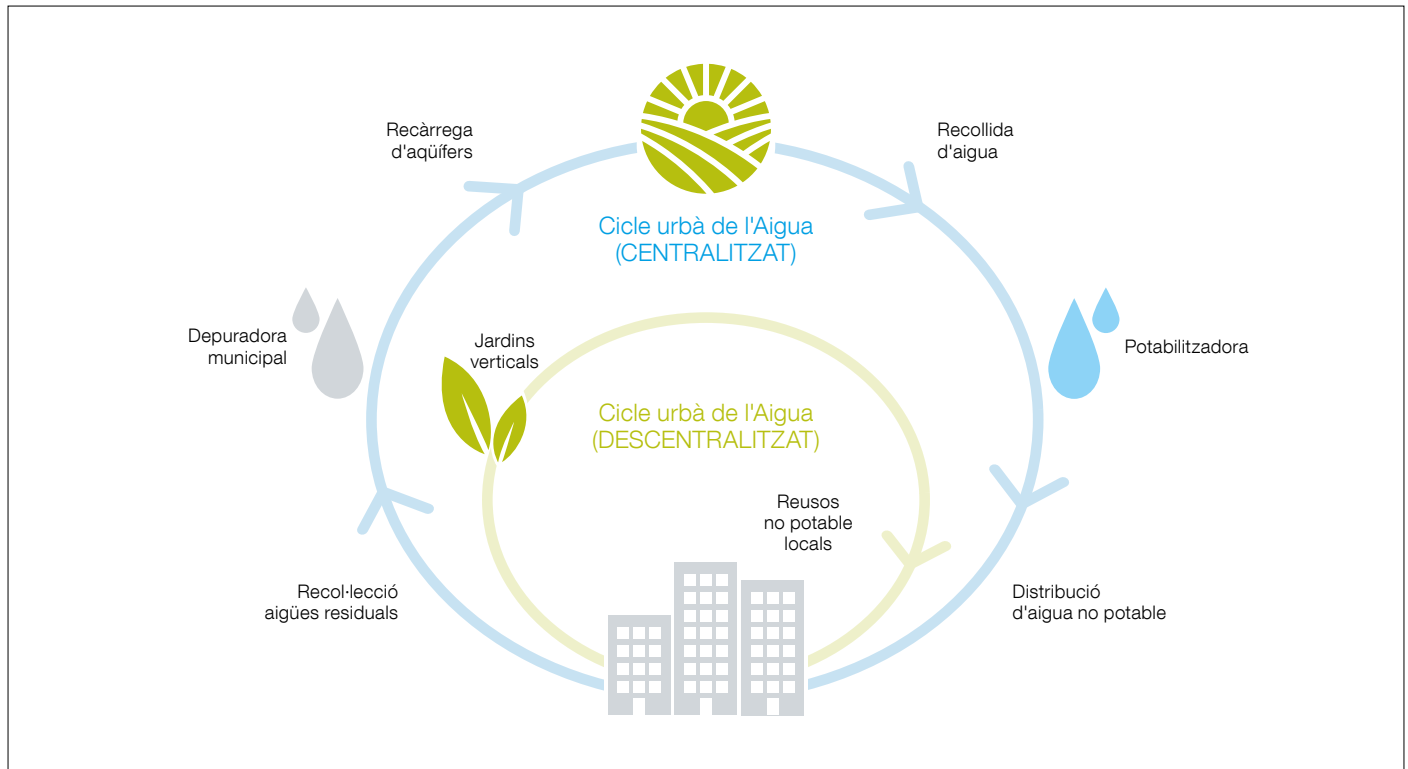 Recàrrega
d'aqüífers
Recollida
d'aigua
Cicle urbà de l'Aigua
(CENTRALITZAT)
Depuradora
municipal
Jardins
verticals
Potabilitzadora
Cicle urbà de l'Aigua
(DESCENTRALITZAT)
Reusos
no potable
locals
Recol·lecció
aigües residuals
Distribució
d'aigua no potable